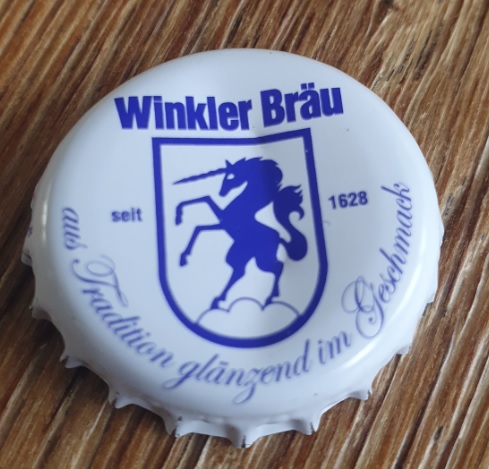 Winkler Bräu
seit 1628
aus Tradition glänzend im Geschmack